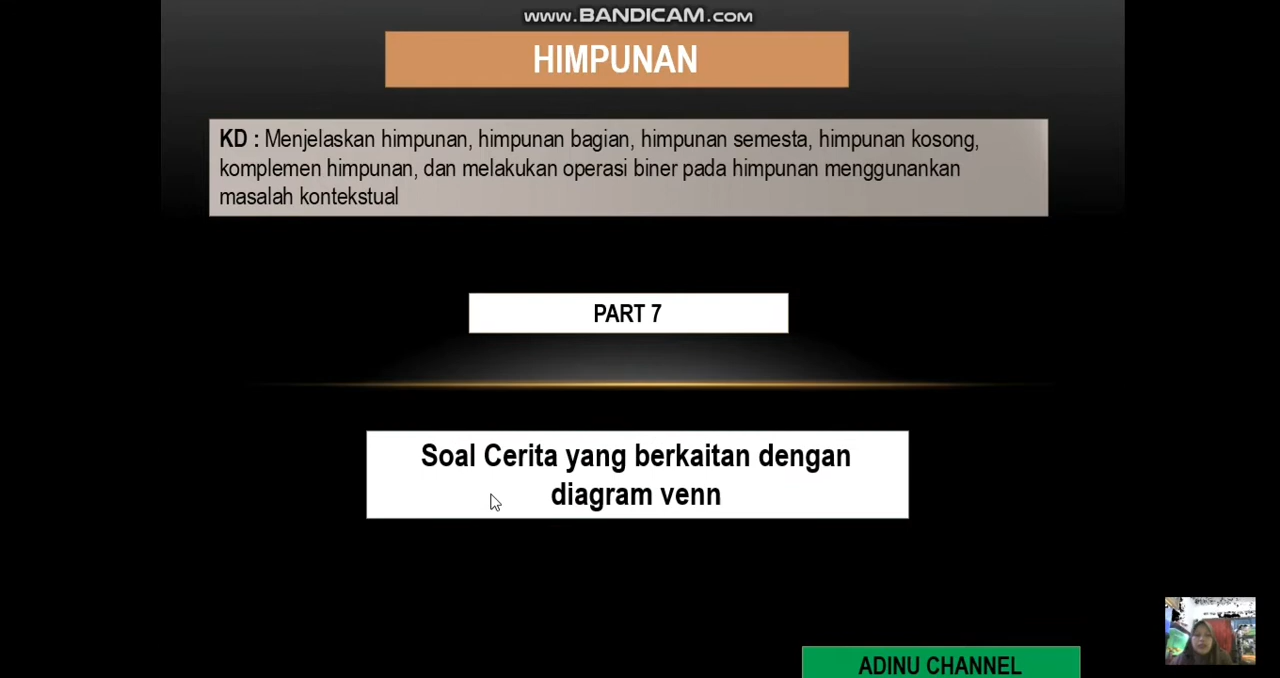 www.BANDICAM.com
HIMPUNAN
KD : Menjelaskan himpunan, himpunan bagian, himpunan semesta, himpunan kosong,
komplemen himpunan, dan melakukan operasi biner pada himpunan menggunankan
masalah kontekstual
PART 7
Soal Cerita yang berkaitan dengan
diagram venn
ADINU CHANNEL